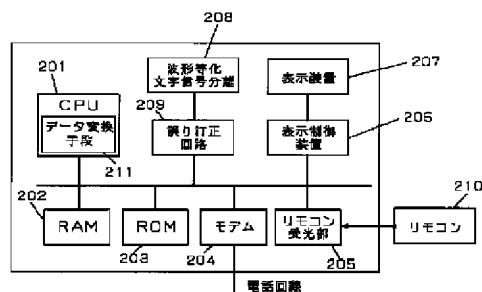 208
波形等化
文字信号分離
表示装置
207
201
CPU
データ変換
手段
211
209
誤り訂正
回路
表示制御
装置
206
202
RAM
ROM
203
モデム
204
リモコン
受光部
205
210
リモコン
電話回線